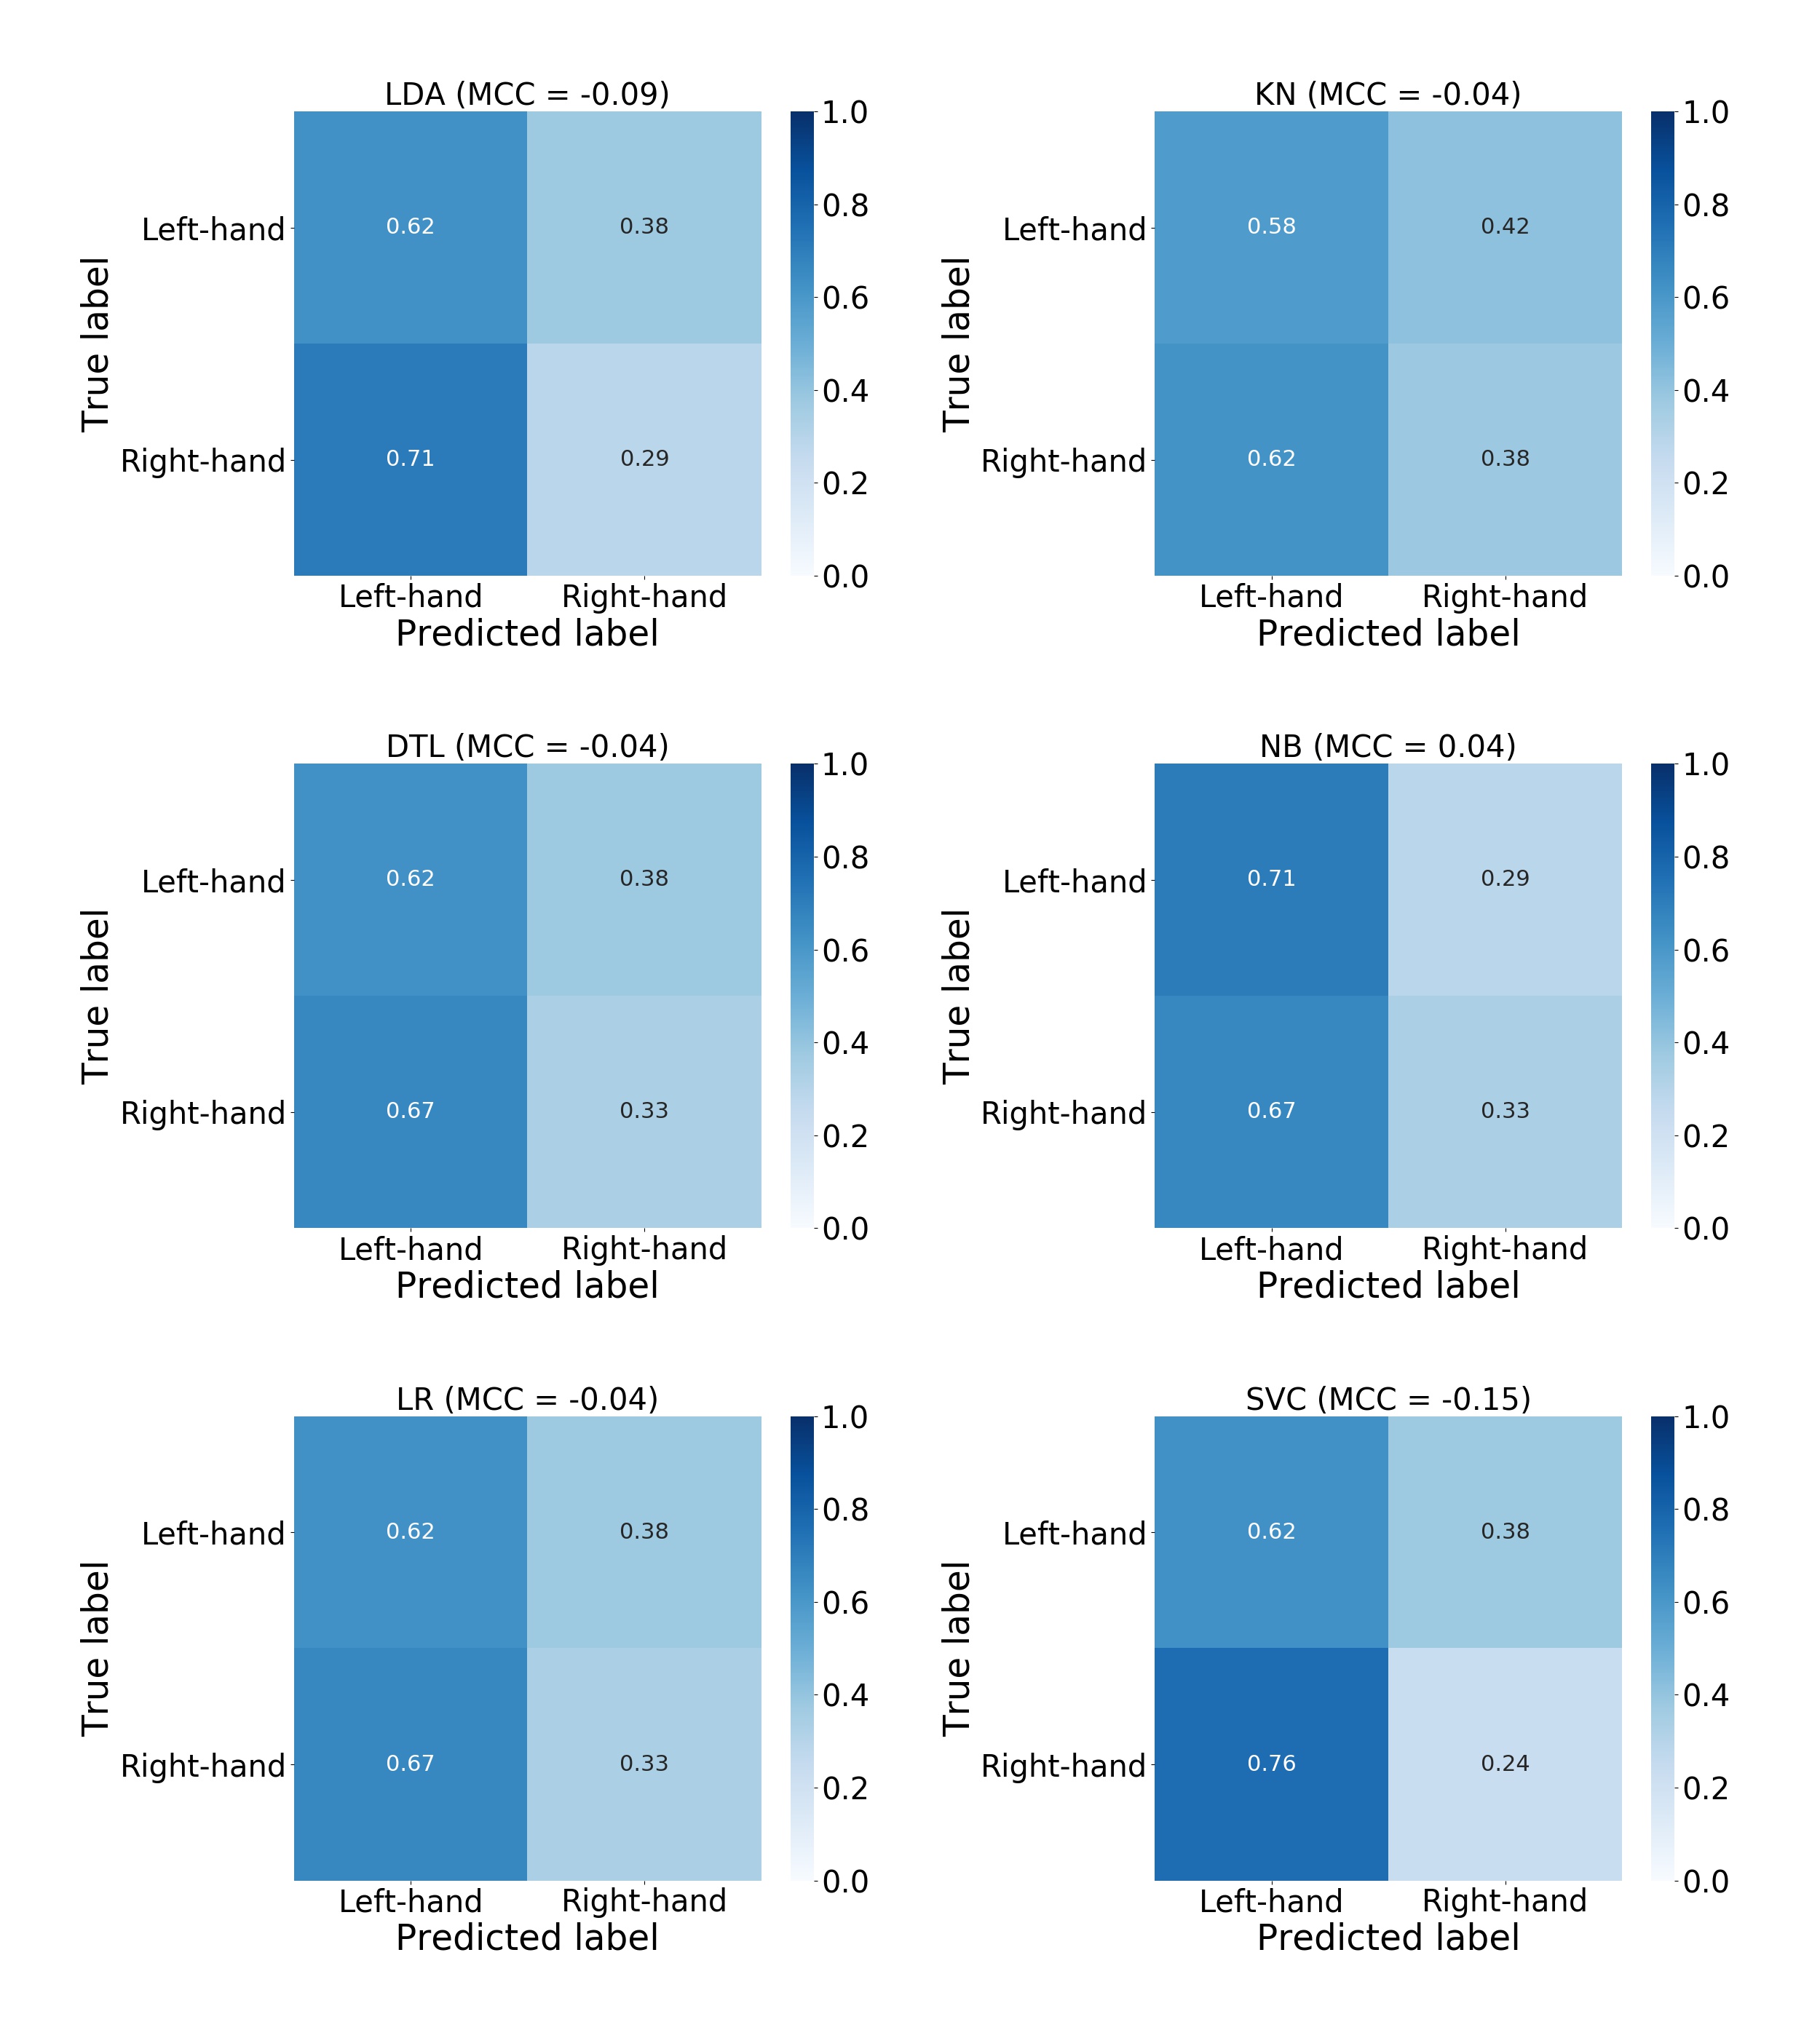 LDA (MCC = -0.09)
True label
Left-hand
0.62 0.38
Right-hand
0.71 0.29
Left-hand Right-hand
Predicted label
1.0
0.8
0.6
0.4
0.2
0.0
KN (MCC = -0.04)
True label
Left-hand
0.58 0.42
Right-hand
0.62 0.38
Left-hand Right-hand
Predicted label
1.0
0.8
0.6
0.4
0.2
0.0
DTL (MCC = -0.04)
True label
Left-hand
0.62 0.38
Right-hand
0.67 0.33
Left-hand Right-hand
Predicted label
1.0
0.8
0.6
0.4
0.2
0.0
NB (MCC = 0.04)
True label
Left-hand
0.71 0.29
Right-hand
0.67 0.33
Left-hand Right-hand
Predicted label
1.0
0.8
0.6
0.4
0.2
0.0
LR (MCC = -0.04)
True label
Left-hand
0.62 0.38
Right-hand
0.67 0.33
Left-hand Right-hand
Predicted label
1.0
0.8
0.6
0.4
0.2
0.0
SVC (MCC = -0.15)
True label
Left-hand
0.62 0.38
Right-hand
0.76 0.24
Left-hand Right-hand
Predicted label
1.0
0.8
0.6
0.4
0.2
0.0